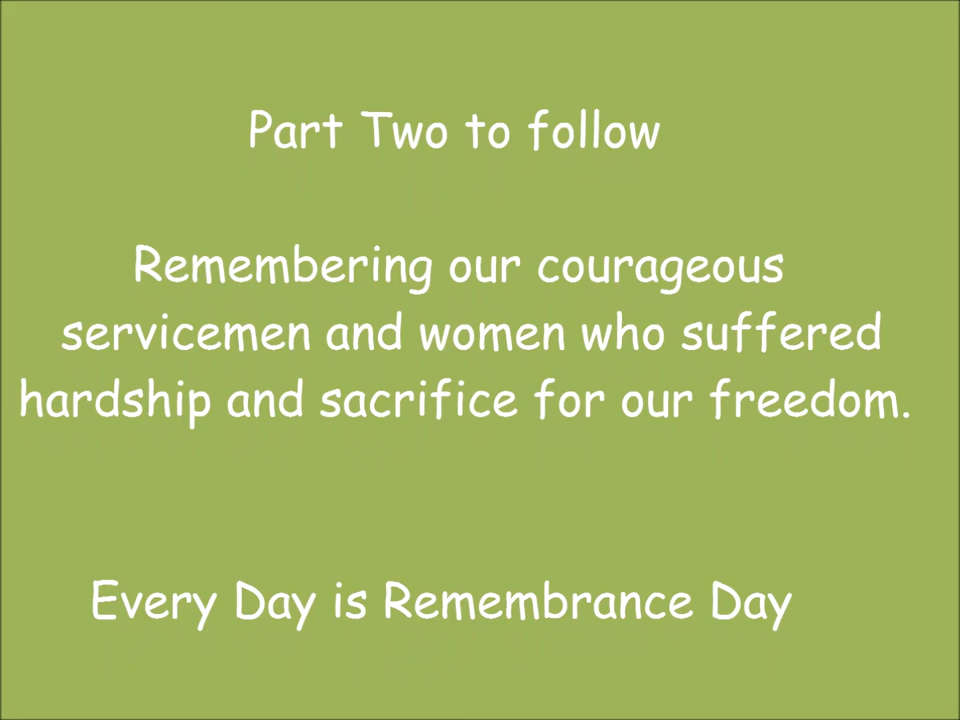 Part Two to follow
Remembering our courageous
servicemen and women who suffered
hardship and sacrifice for our freedom.
Every Day is Remembrance Day